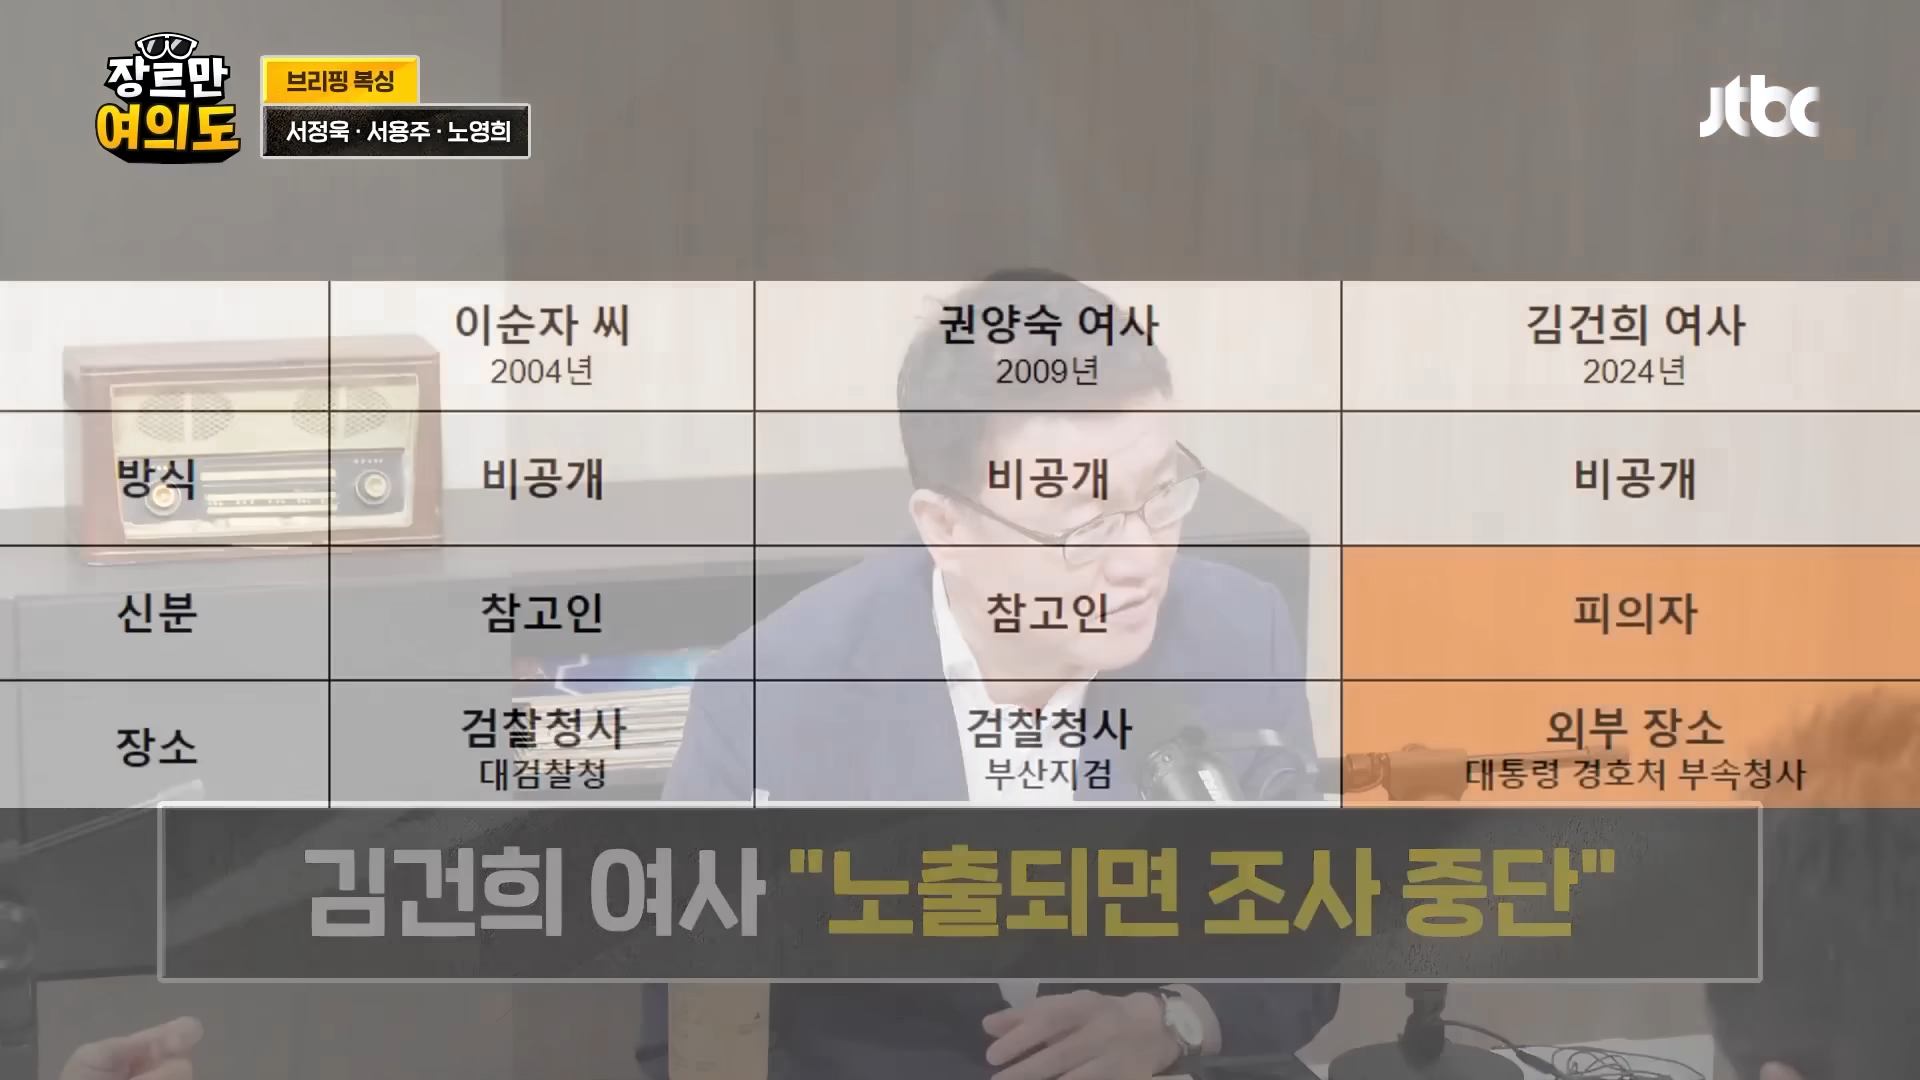 장르만
여의도
브리핑 복싱
서정욱 · 서용주 · 노영희
jtbc
이순자 씨
2004년
권양숙 여사
2009년
김건희 여사
2024년
방식
비공개
비공개
비공개
신분
참고인
참고인
피의자
장소
검찰청사
대검찰청
검찰청사
부산지검
외부 장소
대통령 경호처 부속청사
김건희 여사 "노출되면 조사 중단"